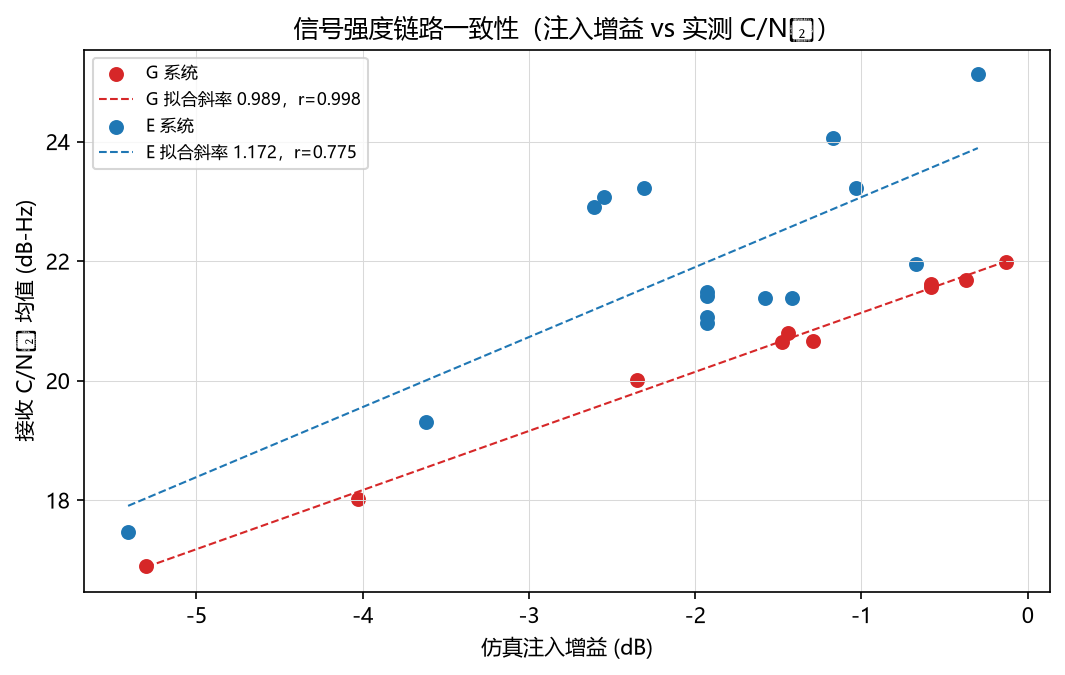 信号强度链路一致性（注入增益 vs 实测 C/N）
G 系统
G 拟合斜率 0.989，r=0.998
E 系统
E 拟合斜率 1.172，r=0.775
接收 C/N 均值 (dB-Hz)
24
22
20
18
-5
-4
-3
-2
-1
0
仿真注入增益 (dB)